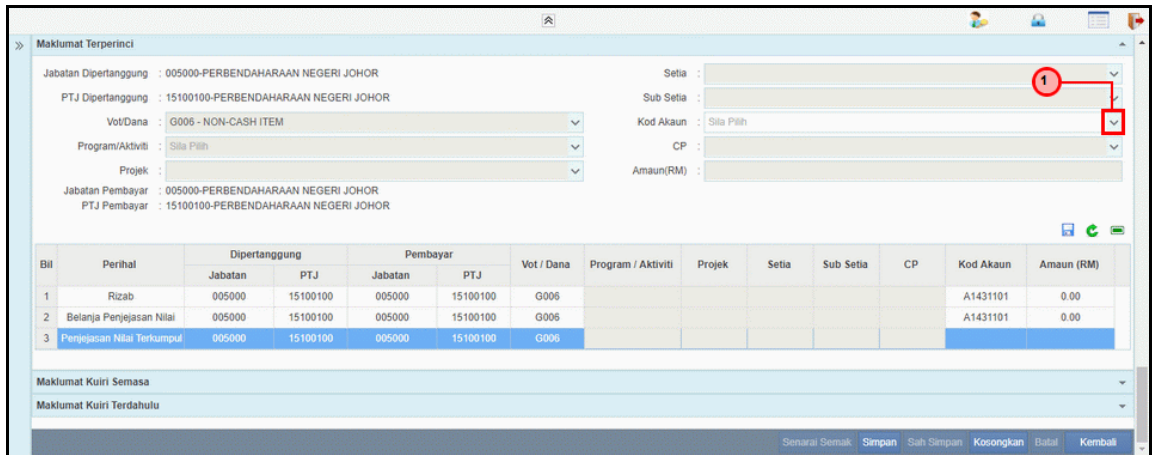 Maklumat Terperinci
Jabatan Dipertanggung : 005000-PERBENDAHARAAN NEGERI JOHOR
Setia :
1
PTJ Dipertanggung : 15100100-PERBENDAHARAAN NEGERI JOHOR
Sub Setia :
Vot/Dana : G006 - NON-CASH ITEM
Kod Akaun : Sila Pilih
Program/Aktiviti : Sila Pilih
CP :
Projek :
Amaun(RM) :
Jabatan Pembayar : 005000-PERBENDAHARAAN NEGERI JOHOR
PTJ Pembayar : 15100100-PERBENDAHARAAN NEGERI JOHOR
Bil Perihal Dipertanggung Pembayar Vot / Dana Program / Aktiviti Projek Setia Sub Setia CP Kod Akaun Amaun (RM)
Jabatan PTJ Jabatan PTJ
1 Rizab 005000 15100100 005000 15100100 G006 A1431101 0.00
2 Belanja Penjejasan Nilai 005000 15100100 005000 15100100 G006 A1431101 0.00
3 Penjejasan Nilai Terkumpul 005000 15100100 005000 15100100 G006
Maklumat Kuiri Semasa
Maklumat Kuiri Terdahulu
Senarai Semak Simpan Sah Simpan Kosongkan Batal Kembali